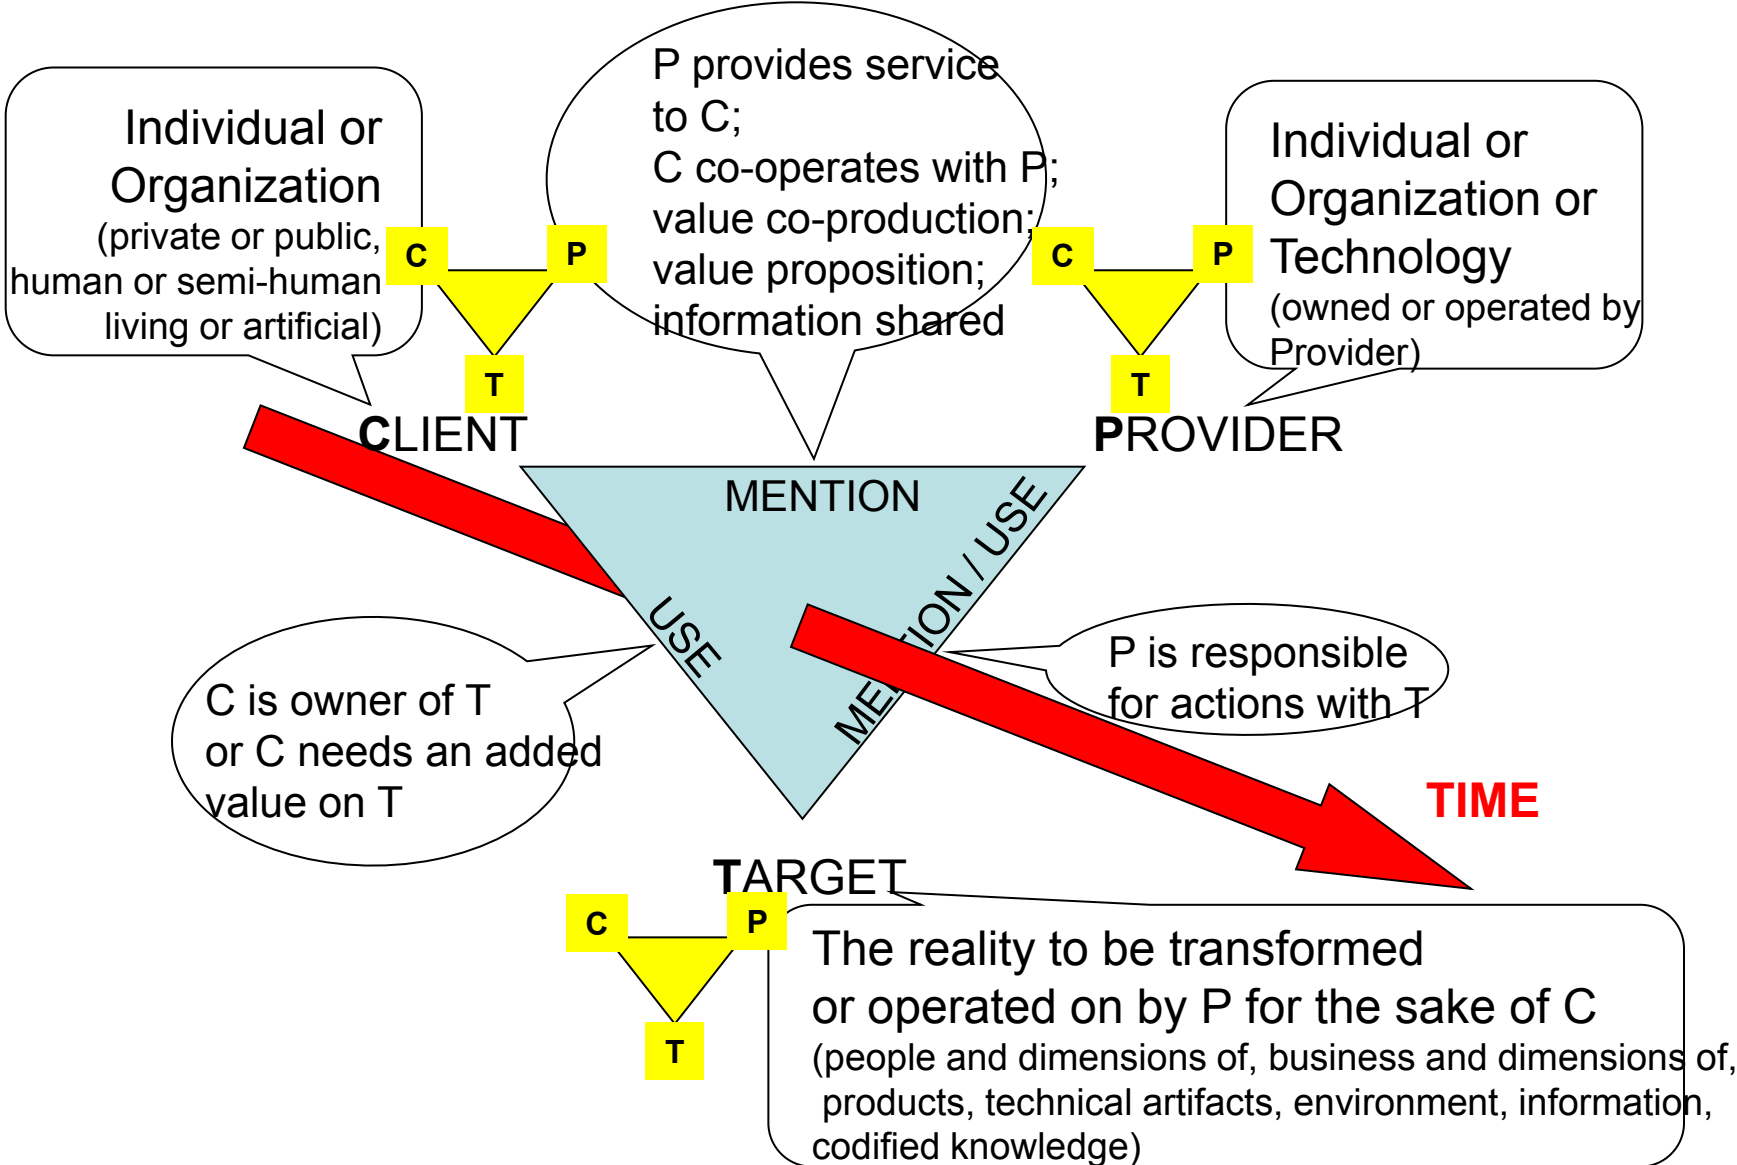 P provides service
to C;
C co-operates with P;
value co-production;
value proposition;
information shared
Individual or
Organization
(private or public,
human or semi-human
living or artificial)
Individual or
Organization or
Technology
(owned or operated by
Provider)
C
P
T
C
P
T
CLIENT
PROVIDER
MENTION
USE
MENTION / USE
C is owner of T
or C needs an added
value on T
P is responsible
for actions with T
TIME
TARGET
C
P
T
The reality to be transformed
or operated on by P for the sake of C
(people and dimensions of, business and dimensions of,
products, technical artifacts, environment, information,
codified knowledge)